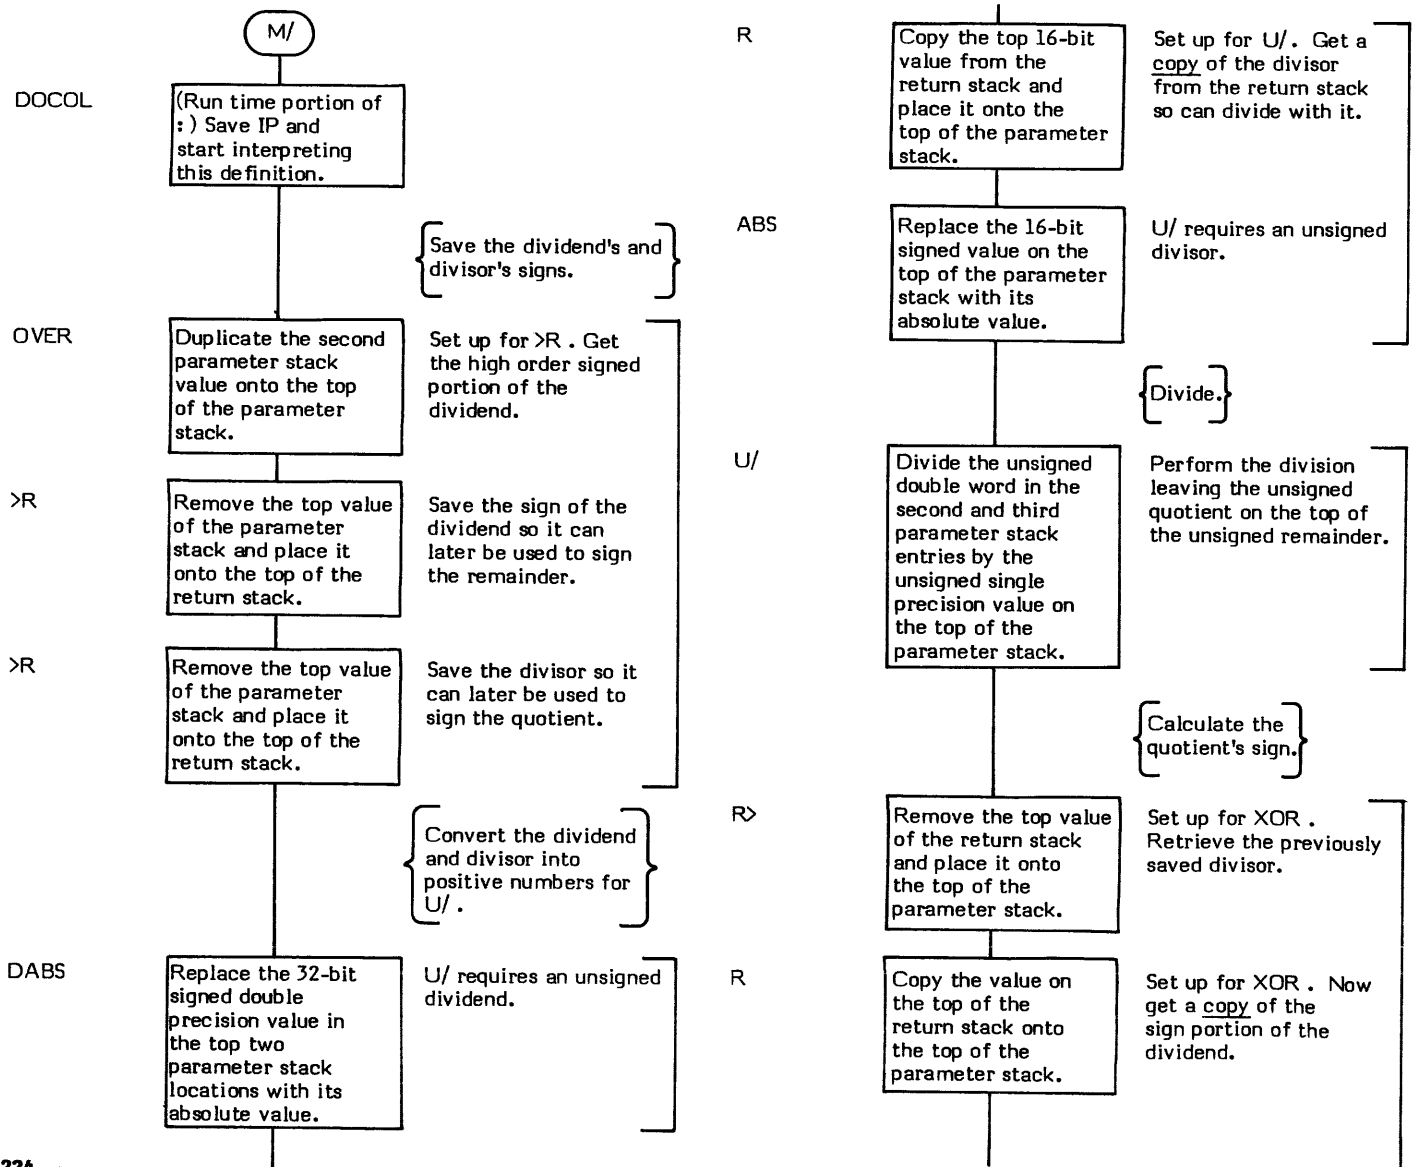 M/
DOCOL
(Run time portion of
: ) Save IP and
start interpreting
this definition.
Save the dividend's and
divisor's signs.
OVER
Duplicate the second
parameter stack
value onto the top
of the parameter
stack.
Set up for >R . Get
the high order signed
portion of the
dividend.
>R
Remove the top value
of the parameter
stack and place it
onto the top of the
return stack.
Save the sign of the
dividend so it can
later be used to sign
the remainder.
>R
Remove the top value
of the parameter
stack and place it
onto the top of the
return stack.
Save the divisor so it
can later be used to
sign the quotient.
Convert the dividend
and divisor into
positive numbers for
U/ .
DABS
Replace the 32-bit
signed double
precision value in
the top two
parameter stack
locations with its
absolute value.
U/ requires an unsigned
dividend.
R
Copy the top 16-bit
value from the
return stack and
place it onto the
top of the parameter
stack.
Set up for U/. Get a
copy of the divisor
from the return stack
so can divide with it.
ABS
Replace the 16-bit
signed value on the
top of the parameter
stack with its
absolute value.
U/ requires an unsigned
divisor.
Divide.
U/
Divide the unsigned
double word in the
second and third
parameter stack
entries by the
unsigned single
precision value on
the top of the
parameter stack.
Perform the division
leaving the unsigned
quotient on the top of
the unsigned remainder.
Calculate the
quotient's sign.
R>
Remove the top value
of the return stack
and place it onto
the top of the
parameter stack.
Set up for XOR .
Retrieve the previously
saved divisor.
R
Copy the value on
the top of the
return stack onto
the top of the
parameter stack.
Set up for XOR . Now
get a copy of the
sign portion of the
dividend.